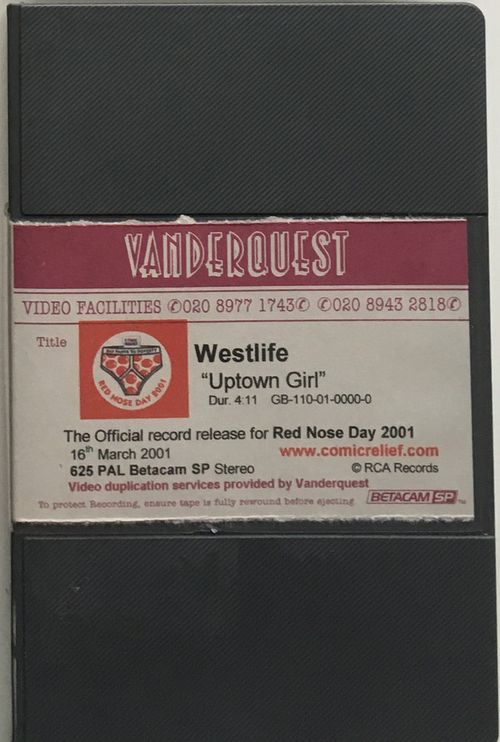 VANDERQUEST
VIDEO FACILITIES ✆020 8977 1743✆ ✆020 8943 2818✆
Title
RED NOSE DAY 2001
Westlife
"Uptown Girl"
Dur. 4:11 GB-110-01-0000-0
The Official record release for Red Nose Day 2001
16th March 2001 www.comicrelief.com
625 PAL Betacam SP Stereo © RCA Records
Video duplication services provided by Vanderquest
To protect Recording, ensure tape is fully rewound before ejecting
BETACAM SP™